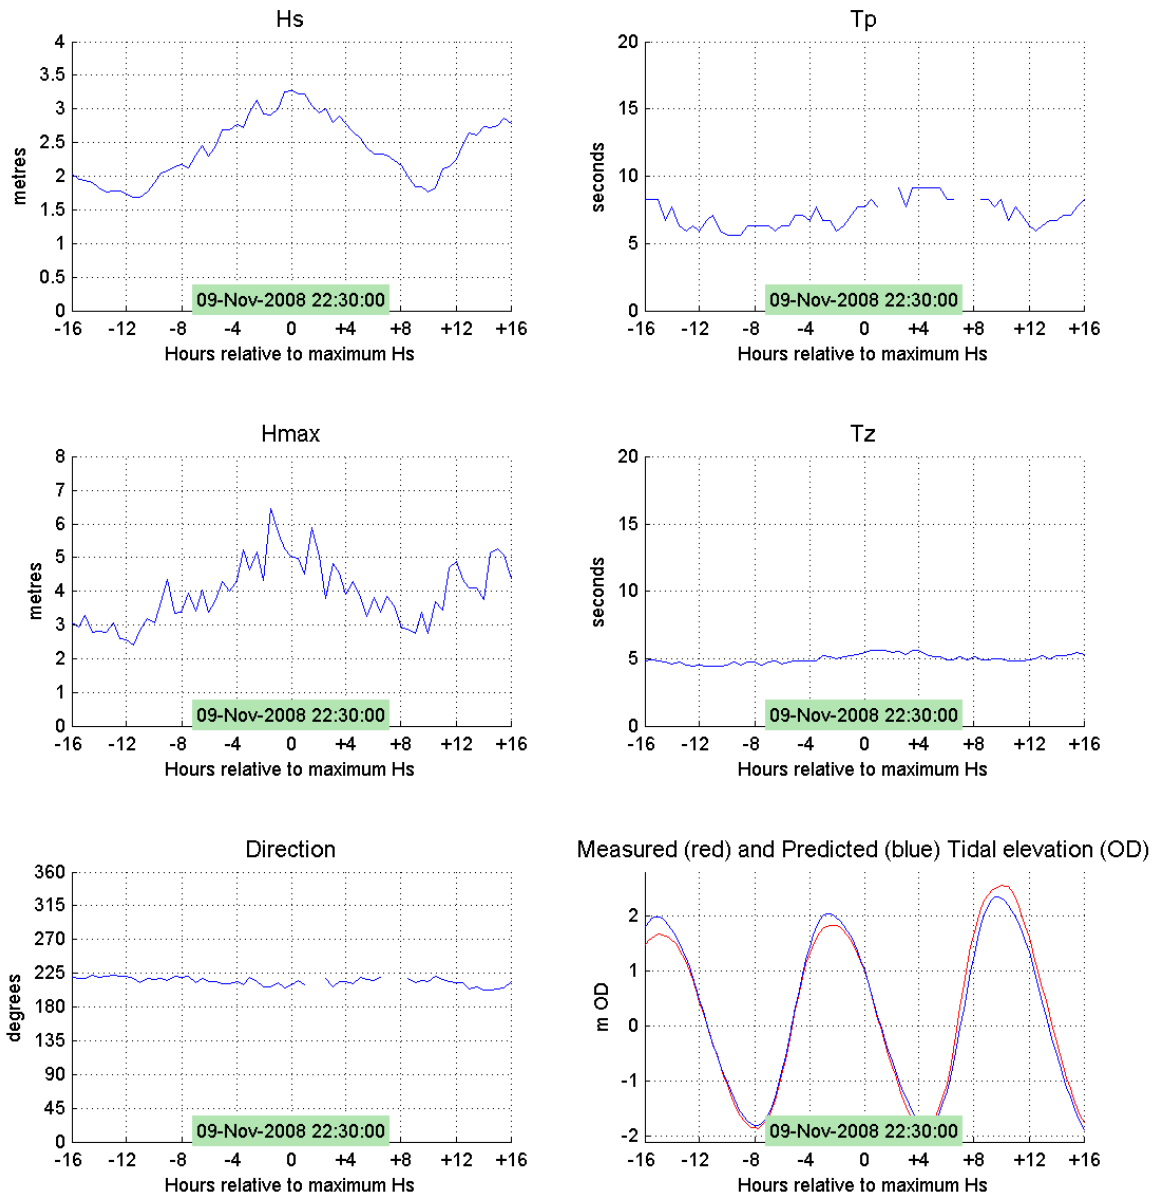 Hs
4
3.5
3
2.5
2
1.5
1
0.5
0
metres
09-Nov-2008 22:30:00
-16 -12 -8 -4 0 +4 +8 +12 +16
Hours relative to maximum Hs
Tp
20
15
10
5
0
seconds
09-Nov-2008 22:30:00
-16 -12 -8 -4 0 +4 +8 +12 +16
Hours relative to maximum Hs
Hmax
8
7
6
5
4
3
2
1
0
metres
09-Nov-2008 22:30:00
-16 -12 -8 -4 0 +4 +8 +12 +16
Hours relative to maximum Hs
Tz
20
15
10
5
0
seconds
09-Nov-2008 22:30:00
-16 -12 -8 -4 0 +4 +8 +12 +16
Hours relative to maximum Hs
Direction
360
315
270
225
180
135
90
45
0
degrees
09-Nov-2008 22:30:00
-16 -12 -8 -4 0 +4 +8 +12 +16
Hours relative to maximum Hs
Measured (red) and Predicted (blue) Tidal elevation (OD)
2
1
0
-1
-2
m OD
09-Nov-2008 22:30:00
-16 -12 -8 -4 0 +4 +8 +12 +16
Hours relative to maximum Hs